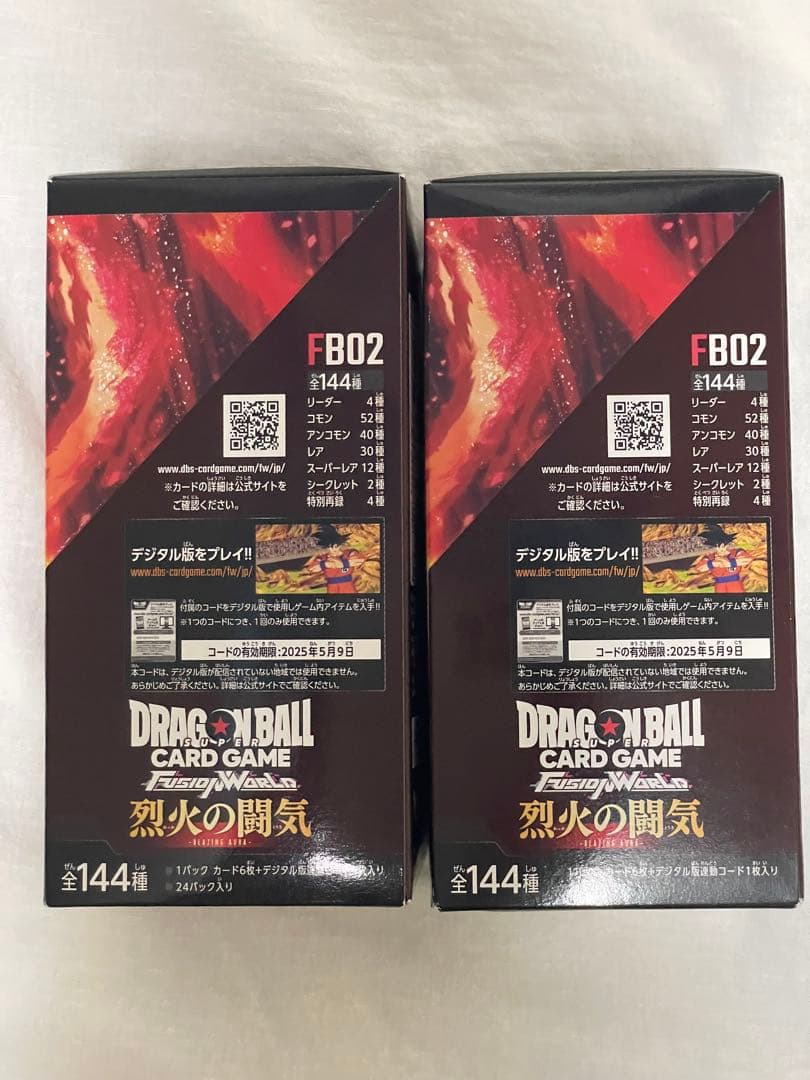 FB02
全144種
リーダー 4種
コモン 52種
アンコモン 40種
レア 30種
スーパーレア 12種
シークレット 2種
特別再録 4種
www.dbs-cardgame.com/fw/jp/
※カードの詳細は公式サイトを
ご確認ください。
デジタル版をプレイ!!
www.dbs-cardgame.com/fw/jp/
付属のコードをデジタル版で使用しゲーム内アイテムを入手!!
※1つのコードにつき、1回のみ使用できます。
コードの有効期限:2025年5月9日
本コードは、デジタル版が配信されていない地域では使用できません。
あらかじめご了承ください。詳細は公式サイトでご確認ください。
DRAGON BALL
SUPER
CARD GAME
FUSION WORLD
烈火の闘気
-BLAZING AURA-
全144種
1パック カード6枚+デジタル版連動
枚入り
24パック入り
FB02
全144種
リーダー 4種
コモン 52種
アンコモン 40種
レア 30種
スーパーレア 12種
シークレット 2種
特別再録 4種
www.dbs-cardgame.com/fw/jp/
※カードの詳細は公式サイトを
ご確認ください。
デジタル版をプレイ!!
www.dbs-cardgame.com/fw/jp/
付属のコードをデジタル版で使用しゲーム内アイテムを入手!!
※1つのコードにつき、1回のみ使用できます。
コードの有効期限:2025年5月9日
本コードは、デジタル版が配信されていない地域では使用できません。
あらかじめご了承ください。詳細は公式サイトでご確認ください。
DRAGON BALL
SUPER
CARD GAME
FUSION WORLD
烈火の闘気
-BLAZING AURA-
全144種
カード6枚+デジタル版連動コード1枚入り